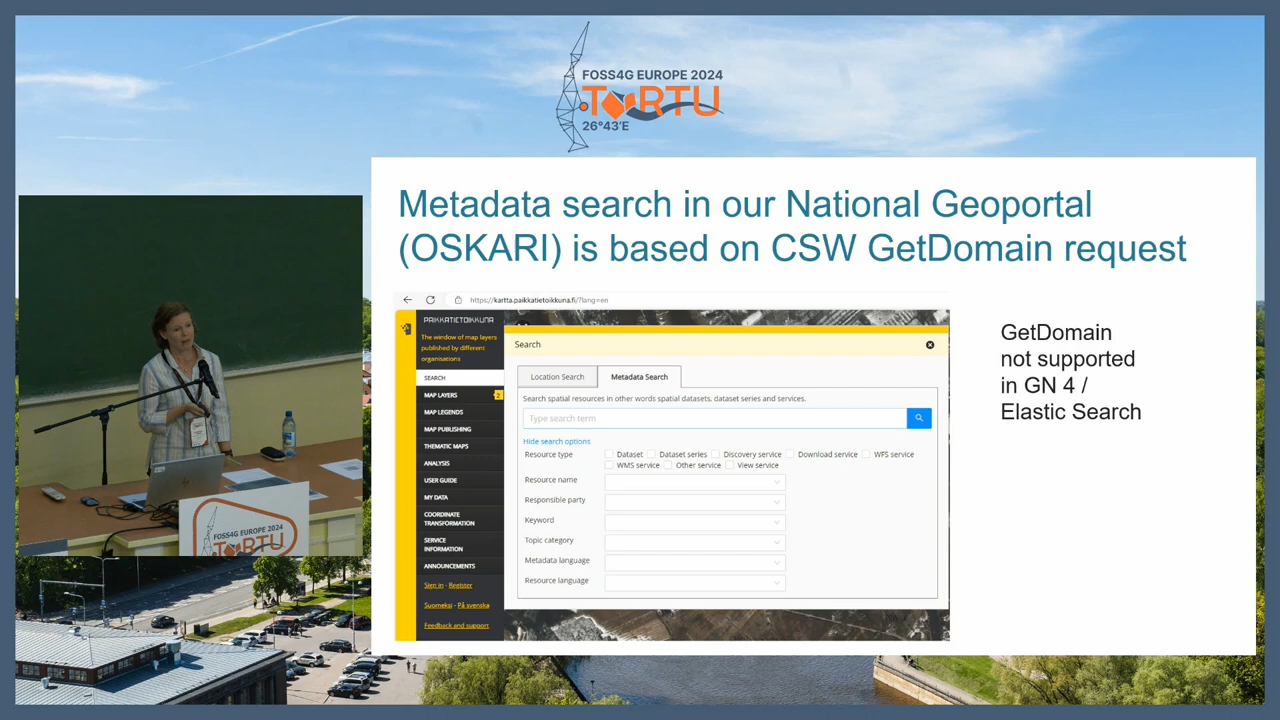 FOSS4G EUROPE 2024
TORTU
26°43'E
Metadata search in our National Geoportal
(OSKARI) is based on CSW GetDomain request
https://kartta.paikkatietoikkuna.fi/?lang=en
PAIKKATIETOIKKUNA
The window of map layers
published by different
organisations
SEARCH
MAP LAYERS 2
MAP LEGENDS
MAP PUBLISHING
THEMATIC MAPS
ANALYSIS
USER GUIDE
MY DATA
COORDINATE
TRANSFORMATION
SERVICE
INFORMATION
ANNOUNCEMENTS
Sign in - Register
Suomeksi - På svenska
Feedback and support
Search
Location Search Metadata Search
Search spatial resources in other words spatial datasets, dataset series and services.
Type search term
Hide search options
Resource type Dataset Dataset series Discovery service Download service WFS service
WMS service Other service View service
Resource name
Responsible party
Keyword
Topic category
Metadata language
Resource language
GetDomain
not supported
in GN 4 /
Elastic Search
FOSS4G EUROPE 2024
TORTU